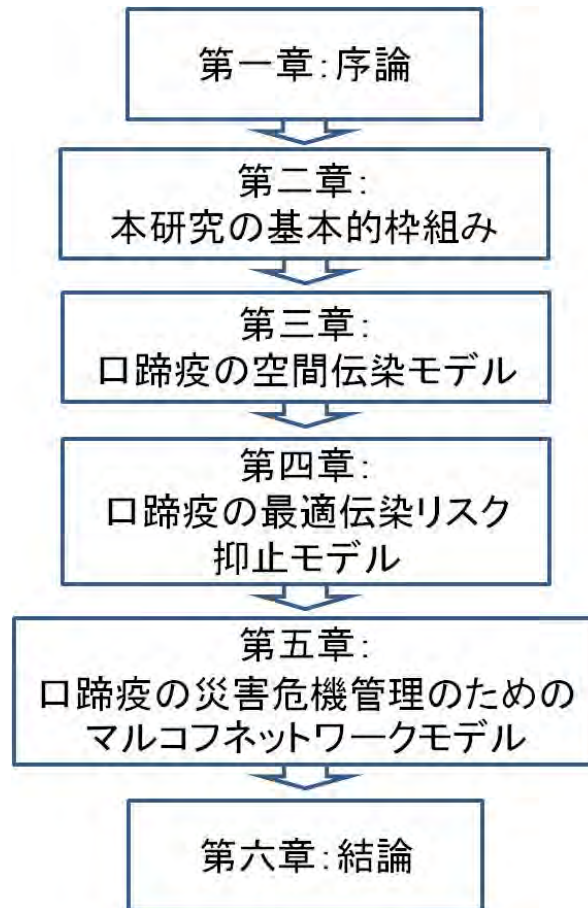 第一章：序論
第二章：
本研究の基本的枠組み
第三章：
口蹄疫の空間伝染モデル
第四章：
口蹄疫の最適伝染リスク
抑止モデル
第五章：
口蹄疫の災害危機管理のための
マルコフネットワークモデル
第六章：結論